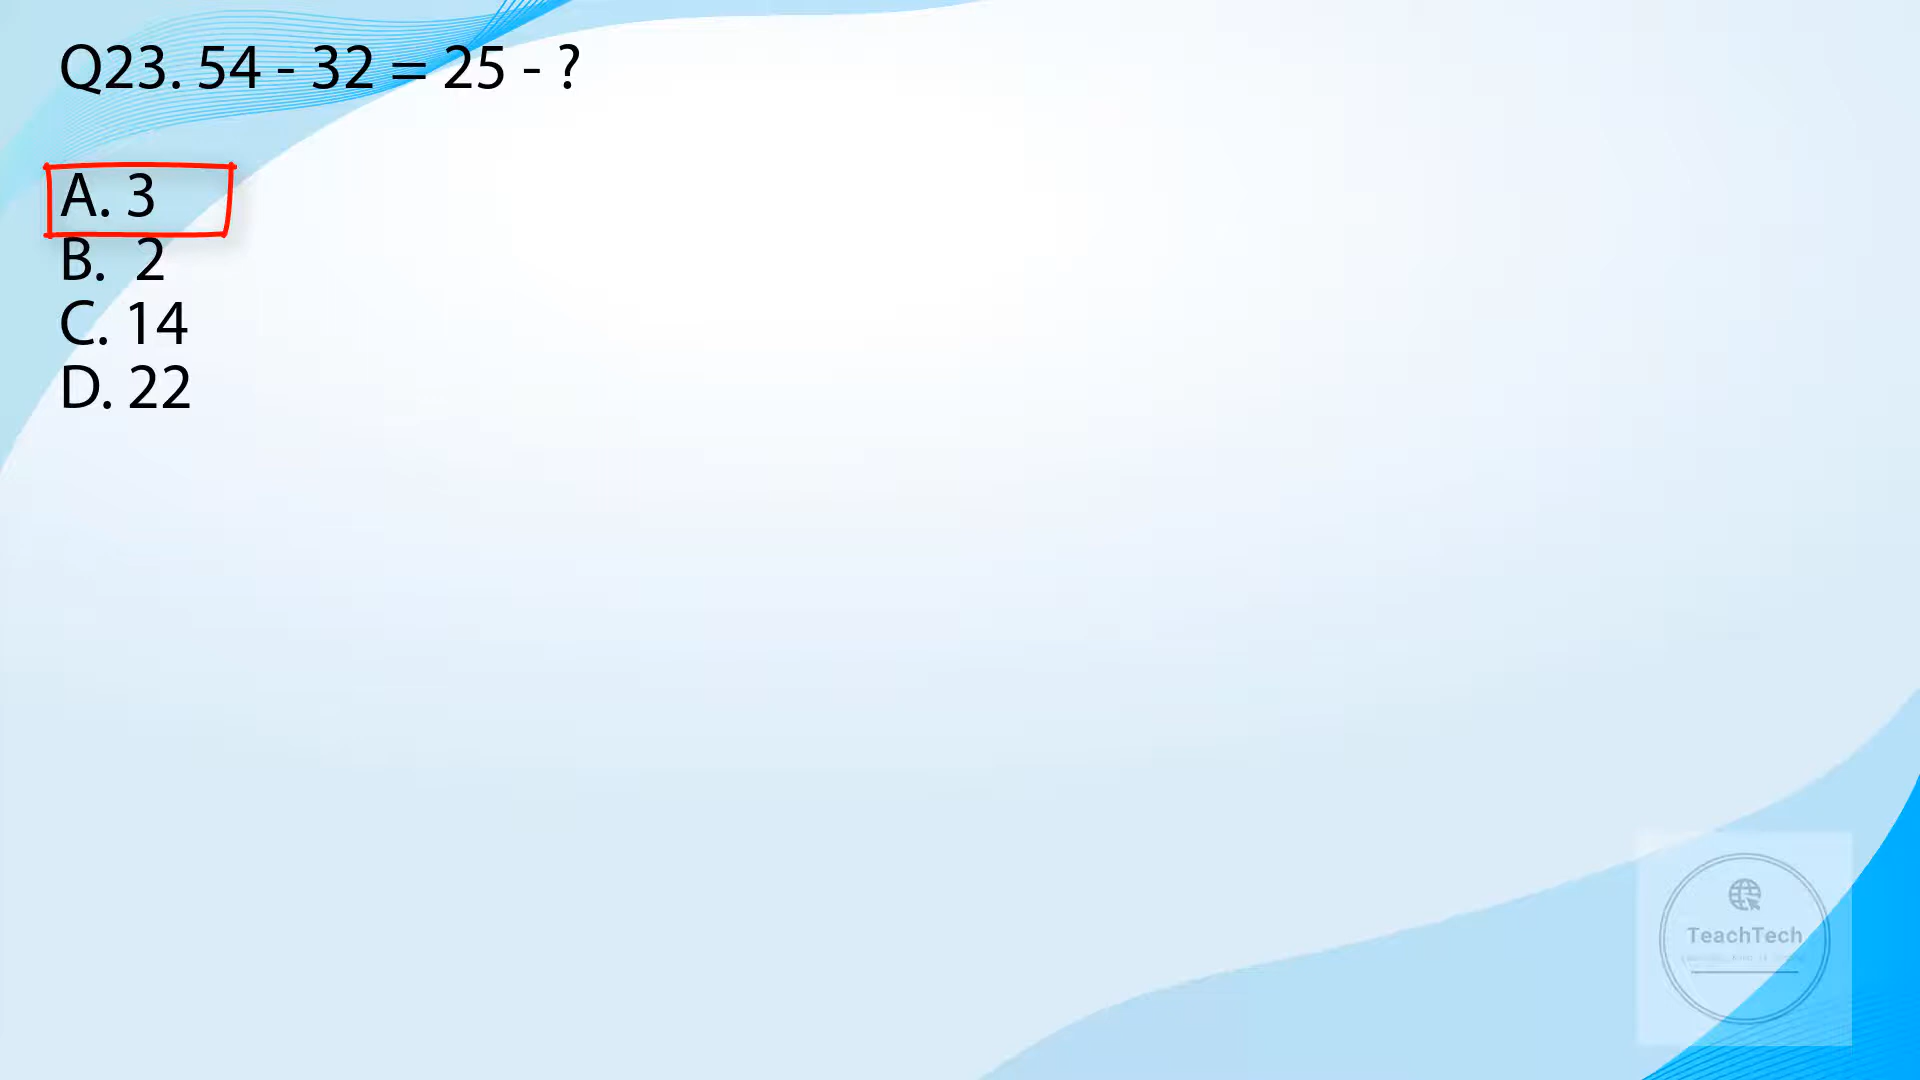 Q23. 54 - 32 = 25 - ?
A. 3
B. 2
C. 14
D. 22
TeachTech